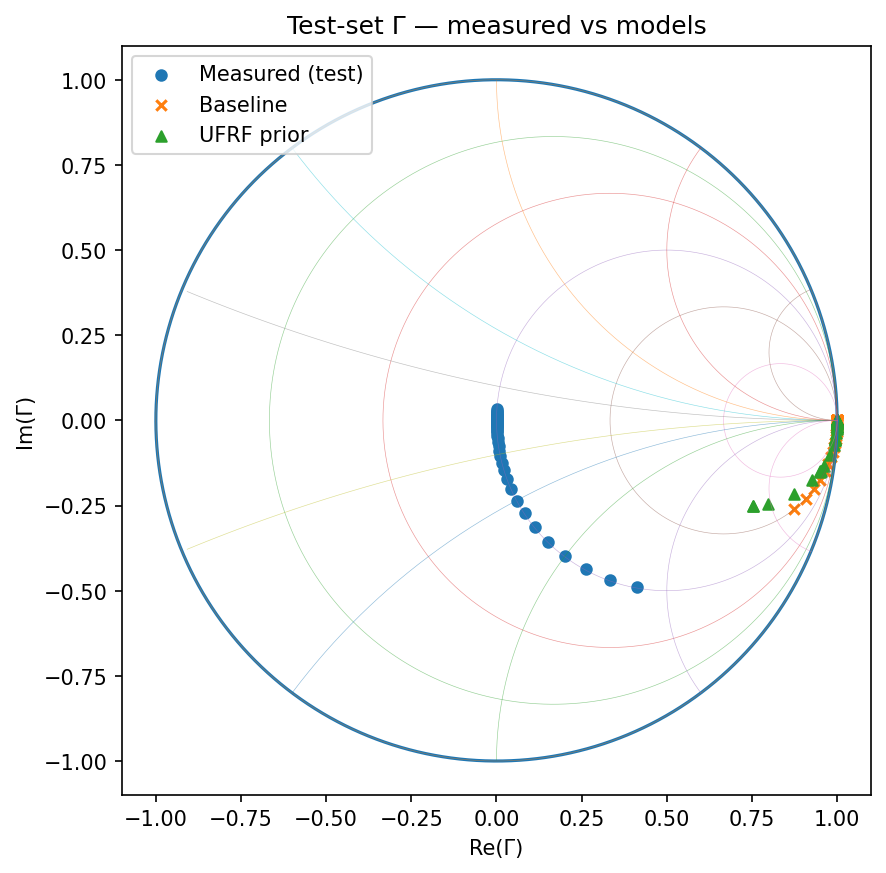 Test-set Γ — measured vs models
Measured (test)
Baseline
UFRF prior
1.00
0.75
0.50
0.25
0.00
−0.25
−0.50
−0.75
−1.00
Im(Γ)
−1.00 −0.75 −0.50 −0.25 0.00 0.25 0.50 0.75 1.00
Re(Γ)